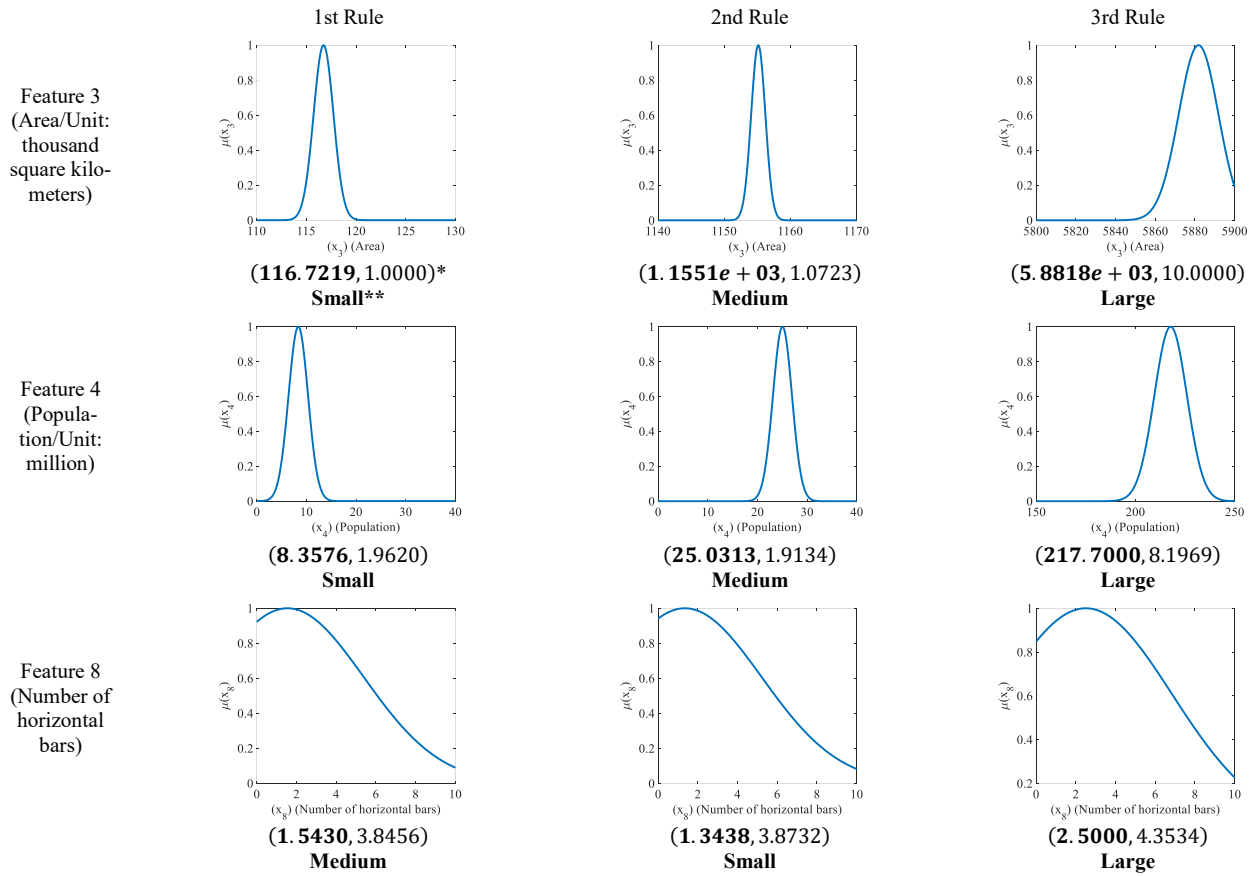 1st Rule
2nd Rule
3rd Rule
Feature 3
(Area/Unit:
thousand
square kilo-
meters)
1
0.8
0.6
0.4
0.2
0
μ(x3)
110 115 120 125 130
(x3) (Area)
(116.7219, 1.0000)*
Small**
1
0.8
0.6
0.4
0.2
0
μ(x3)
1140 1150 1160 1170
(x3) (Area)
(1.1551e + 03, 1.0723)
Medium
1
0.8
0.6
0.4
0.2
0
μ(x3)
5800 5820 5840 5860 5880 5900
(x3) (Area)
(5.8818e + 03, 10.0000)
Large
Feature 4
(Popula-
tion/Unit:
million)
1
0.8
0.6
0.4
0.2
0
μ(x4)
0 10 20 30 40
(x4) (Population)
(8.3576, 1.9620)
Small
1
0.8
0.6
0.4
0.2
0
μ(x4)
0 10 20 30 40
(x4) (Population)
(25.0313, 1.9134)
Medium
1
0.8
0.6
0.4
0.2
0
μ(x4)
150 200 250
(x4) (Population)
(217.7000, 8.1969)
Large
Feature 8
(Number of
horizontal
bars)
1
0.8
0.6
0.4
0.2
0
μ(x8)
0 2 4 6 8 10
(x8) (Number of horizontal bars)
(1.5430, 3.8456)
Medium
1
0.8
0.6
0.4
0.2
0
μ(x8)
0 2 4 6 8 10
(x8) (Number of horizontal bars)
(1.3438, 3.8732)
Small
1
0.8
0.6
0.4
0.2
μ(x8)
0 2 4 6 8 10
(x8) (Number of horizontal bars)
(2.5000, 4.3534)
Large